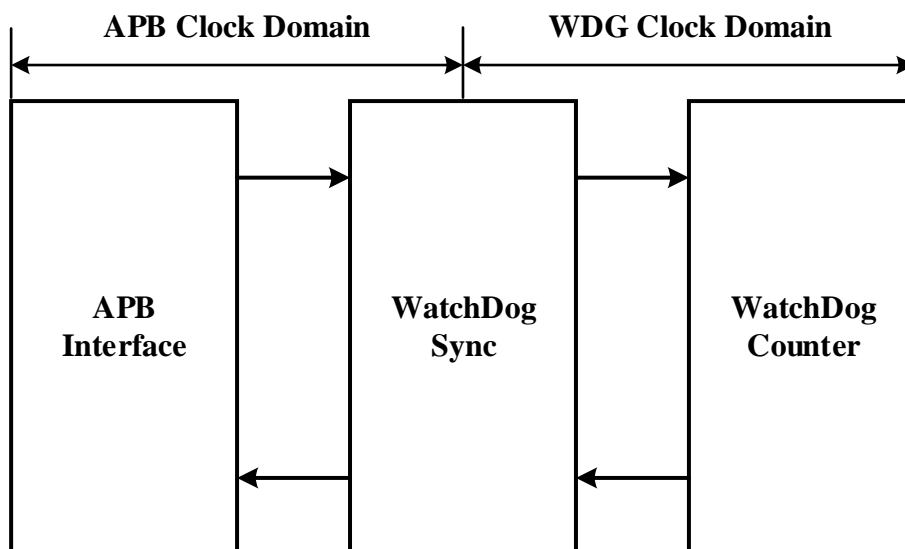 APB Clock Domain
WDG Clock Domain
APB
Interface
WatchDog
Sync
WatchDog
Counter